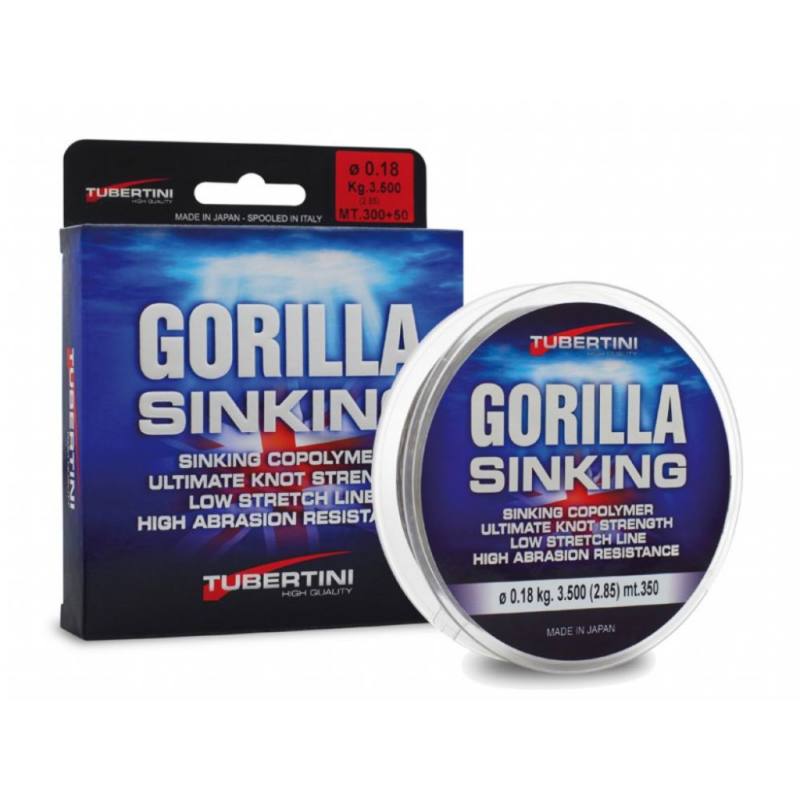 TUBERTINI
HIGH QUALITY
MADE IN JAPAN - SPOOLED IN ITALY
ø 0.18
Kg.3.500
(2.85)
MT.300+50
GORILLA
SINKING
SINKING COPOLYMER
ULTIMATE KNOT STREN
LOW STRETCH LINE
HIGH ABRASION RESISTA
TUBERTINI
HIGH QUALITY
TUBERTINI
TUBERTINI
HIGH QUALITY
GORILLA
SINKING
SINKING COPOLYMER
ULTIMATE KNOT STRENGTH
LOW STRETCH LINE
HIGH ABRASION RESISTANCE
ø 0.18 kg. 3.500 (2.85) mt.350
MADE IN JAPAN